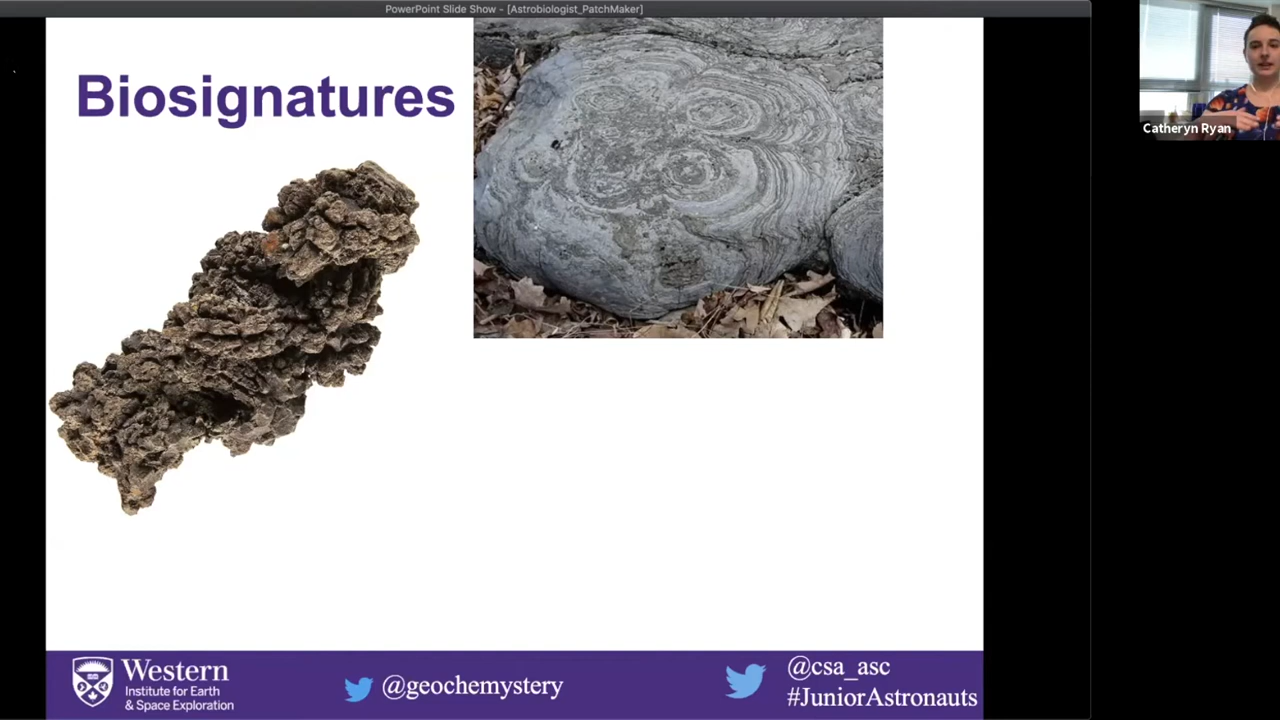 PowerPoint Slide Show - [Astrobiologist_PatchMaker]
Biosignatures
Catheryn Ryan
Western
Institute for Earth
& Space Exploration
@geochemystery
@csa_asc
#JuniorAstronauts